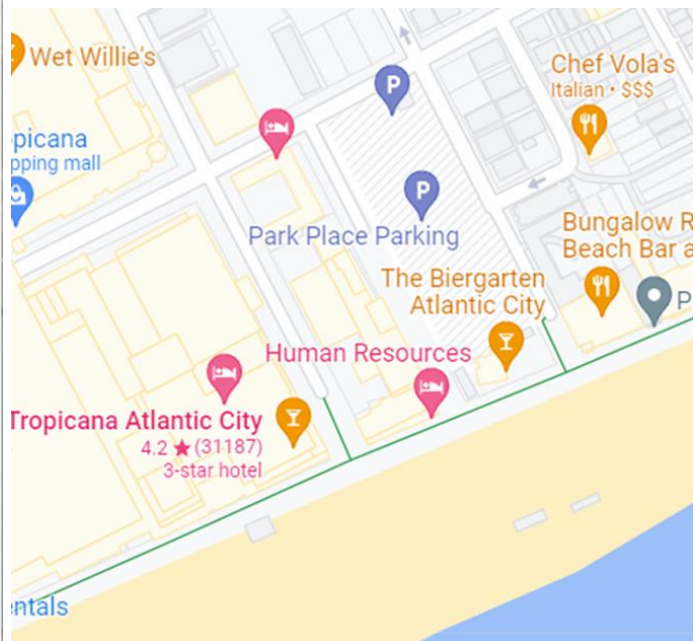 Wet Willie's
Chef Vola's
Italian • $$$
opicana
pping mall
P
P
Park Place Parking
Bungalow R
Beach Bar a
The Biergarten
Atlantic City
P
Human Resources
Tropicana Atlantic City
4.2 ★ (31187)
3-star hotel
entals